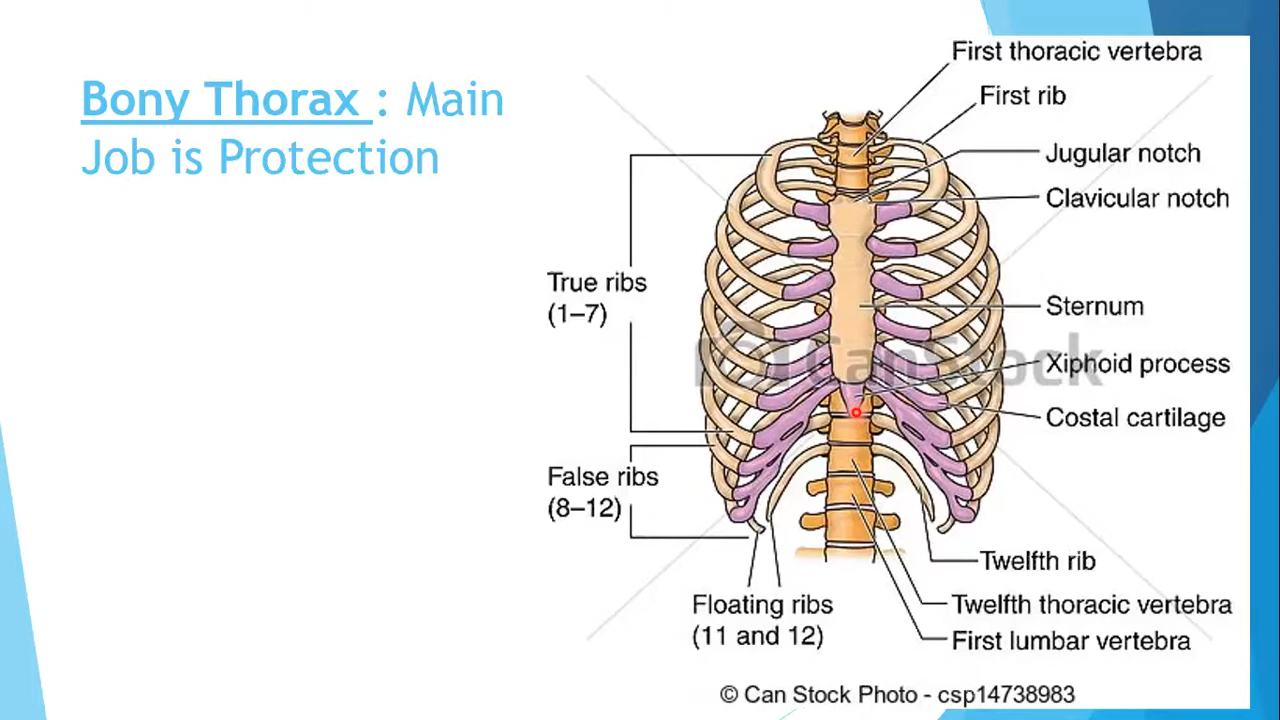 Bony Thorax : Main
Job is Protection
First thoracic vertebra
First rib
Jugular notch
Clavicular notch
True ribs
(1–7)
Sternum
CanStock
Xiphoid process
Costal cartilage
False ribs
(8–12)
Twelfth rib
Floating ribs
(11 and 12)
Twelfth thoracic vertebra
First lumbar vertebra
© Can Stock Photo - csp14738983